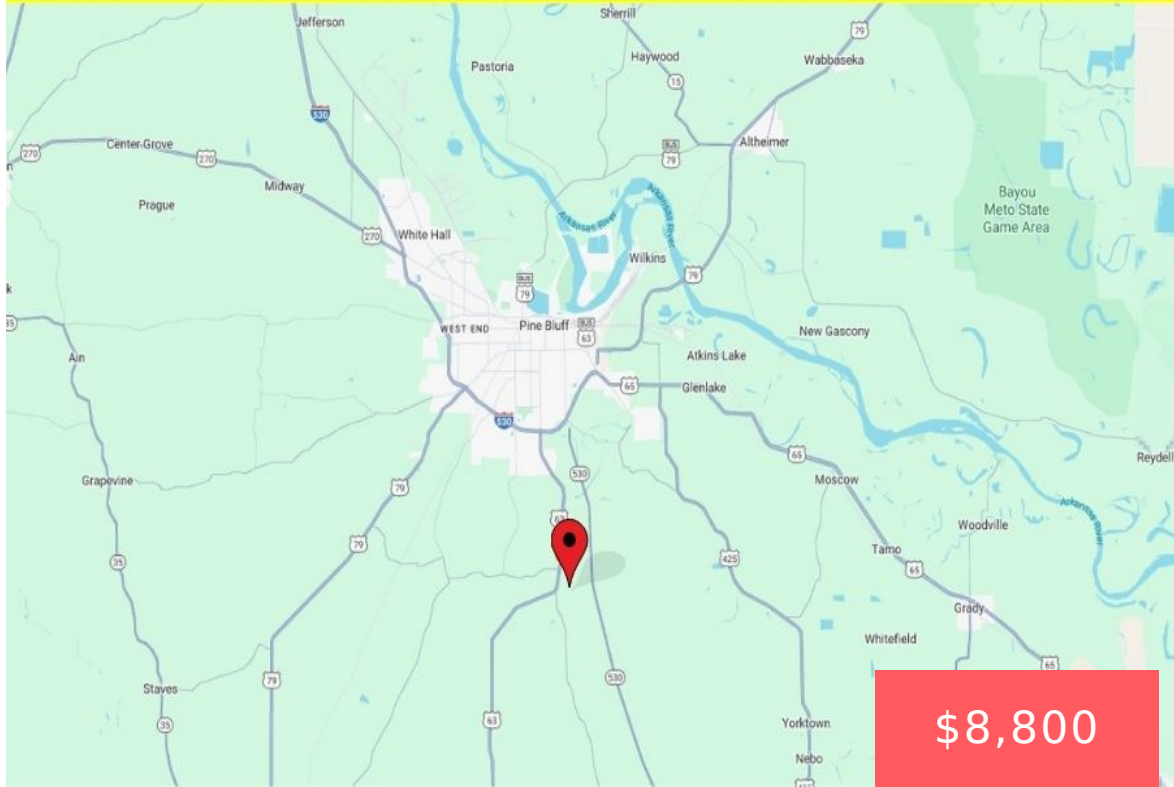 Sherrill
Jefferson
79
Haywood
Wabbaseka
Pastoria
15
530
Center Grove
270
270
BUS
79
Altheimer
Midway
Bayou
Meto State
Game Area
Prague
Arkansas River
Arkansas River
270
White Hall
Wilkins
79
BUS
79
k
35
WEST END
Pine Bluff
BUS
63
New Gascony
Ain
Atkins Lake
65
Glenlake
530
65
Reydell
Grapevine
79
530
Moscow
Arkansas River
63
Woodville
79
Tamo
35
425
65
Grady
Whitefield
65
530
Staves
79
35
63
Yorktown
Nebo
$8,800